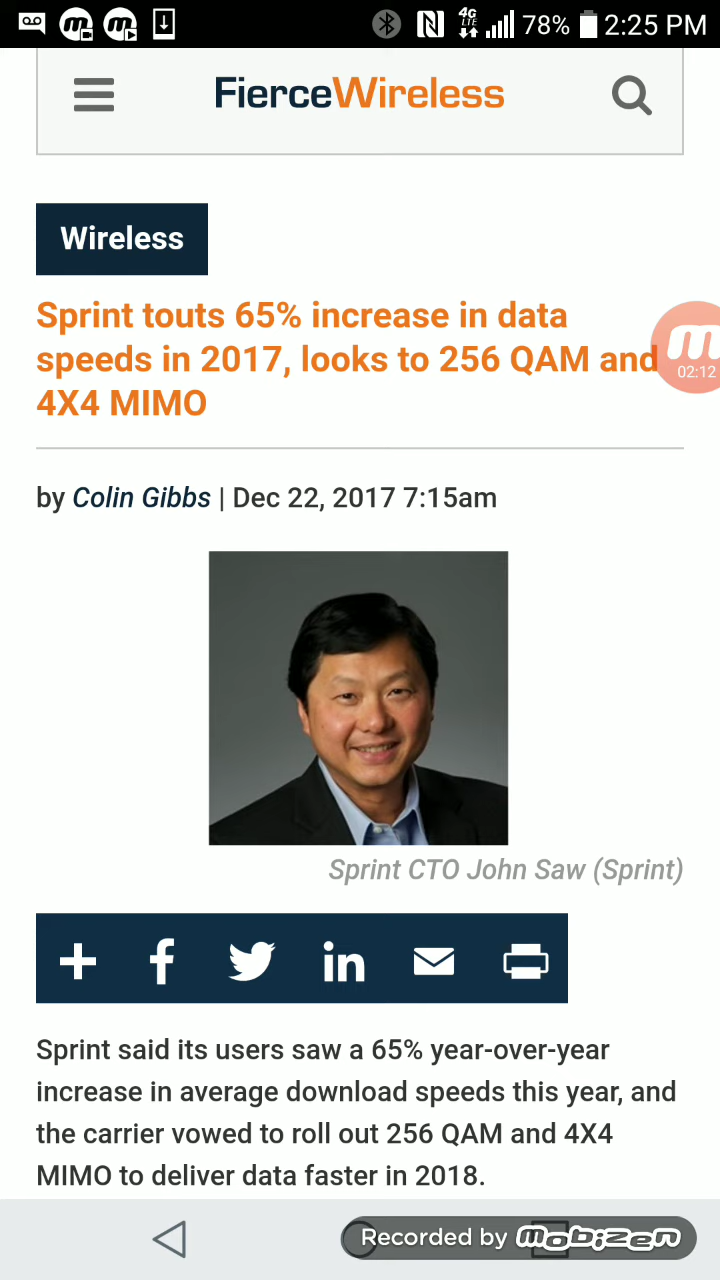 4G
LTE
78%
2:25 PM
FierceWireless
Wireless
Sprint touts 65% increase in data
speeds in 2017, looks to 256 QAM and
4X4 MIMO
02:12
by Colin Gibbs | Dec 22, 2017 7:15am
Sprint CTO John Saw (Sprint)
Sprint said its users saw a 65% year-over-year
increase in average download speeds this year, and
the carrier vowed to roll out 256 QAM and 4X4
MIMO to deliver data faster in 2018.
Recorded by mobizen